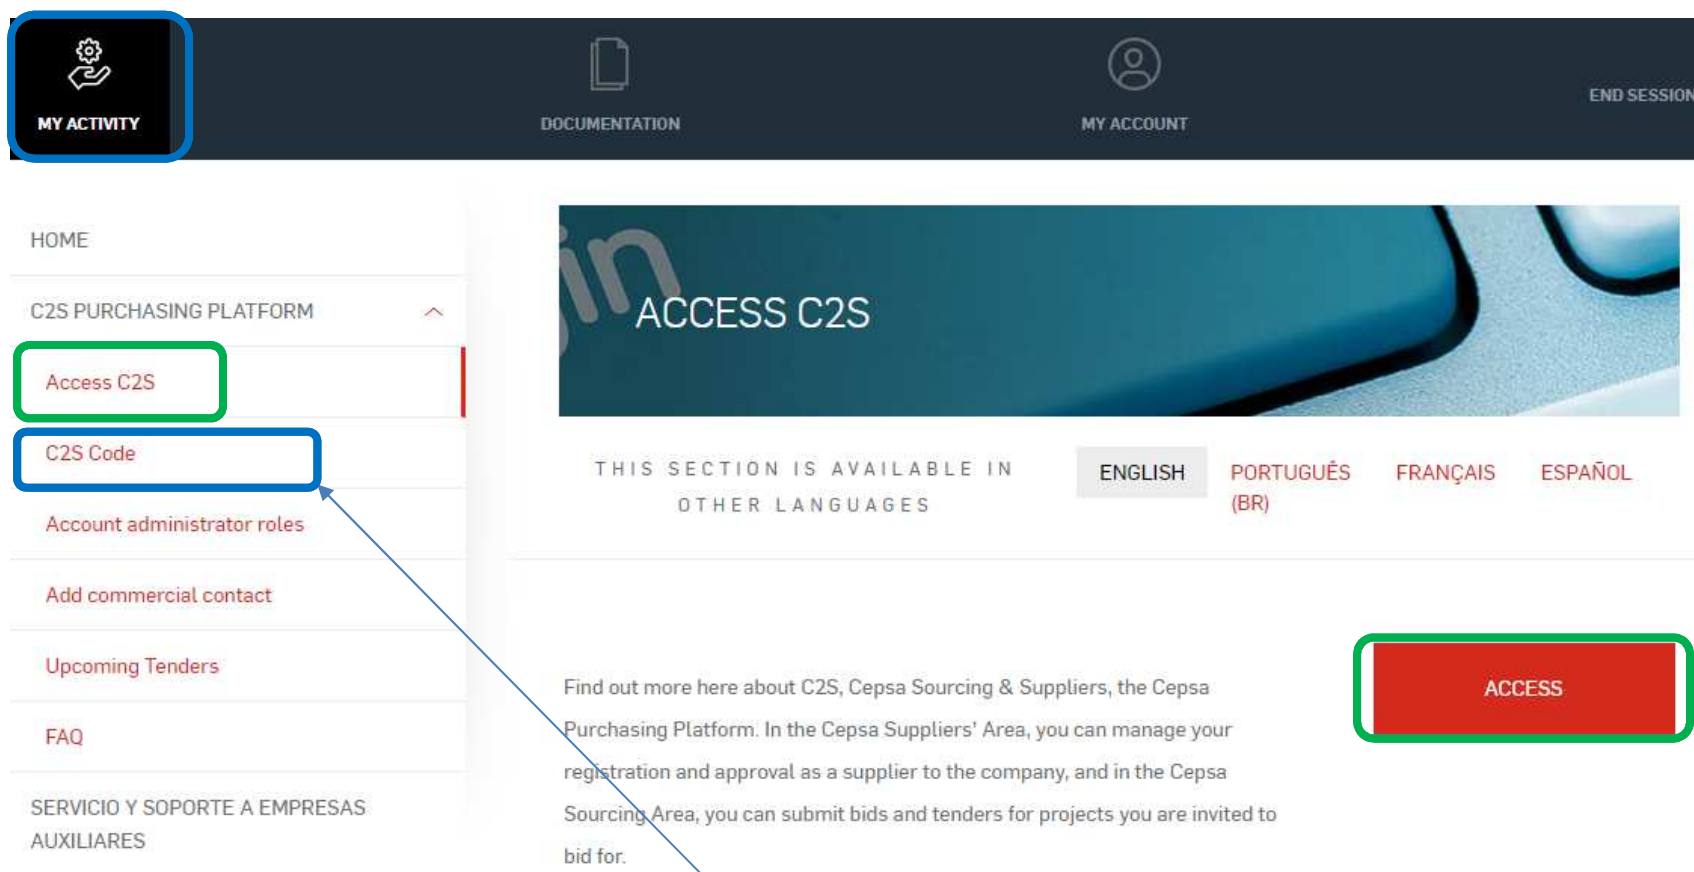 MY ACTIVITY
DOCUMENTATION
MY ACCOUNT
END SESSION
HOME
C2S PURCHASING PLATFORM
Access C2S
C2S Code
Account administrator roles
Add commercial contact
Upcoming Tenders
FAQ
SERVICIO Y SOPORTE A EMPRESAS
AUXILIARES
in
ACCESS C2S
THIS SECTION IS AVAILABLE IN
OTHER LANGUAGES
ENGLISH
PORTUGUÊS
(BR)
FRANÇAIS
ESPAÑOL
Find out more here about C2S, Cepsa Sourcing & Suppliers, the Cepsa
Purchasing Platform. In the Cepsa Suppliers' Area, you can manage your
registration and approval as a supplier to the company, and in the Cepsa
Sourcing Area, you can submit bids and tenders for projects you are invited to
bid for.
ACCESS